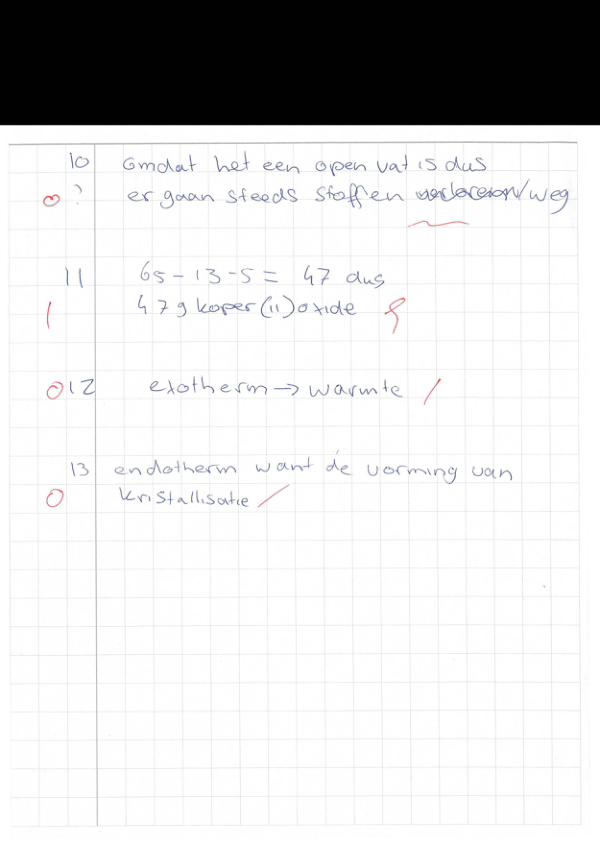 10 Omdat het een open vat is dus
0 ? er gaan steeds stoffen /weg
11 65 - 13 - 5 = 47 dus
1 47 g koper(II)oxide
0 12 exotherm → warmte
13 endotherm want de vorming van
0 kristallisatie